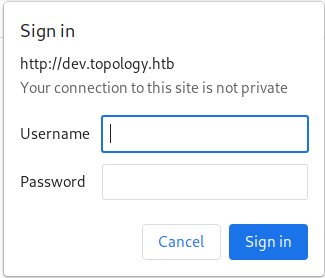 Sign in
http://dev.topology.htb
Your connection to this site is not private
Username
Password
Cancel
Sign in